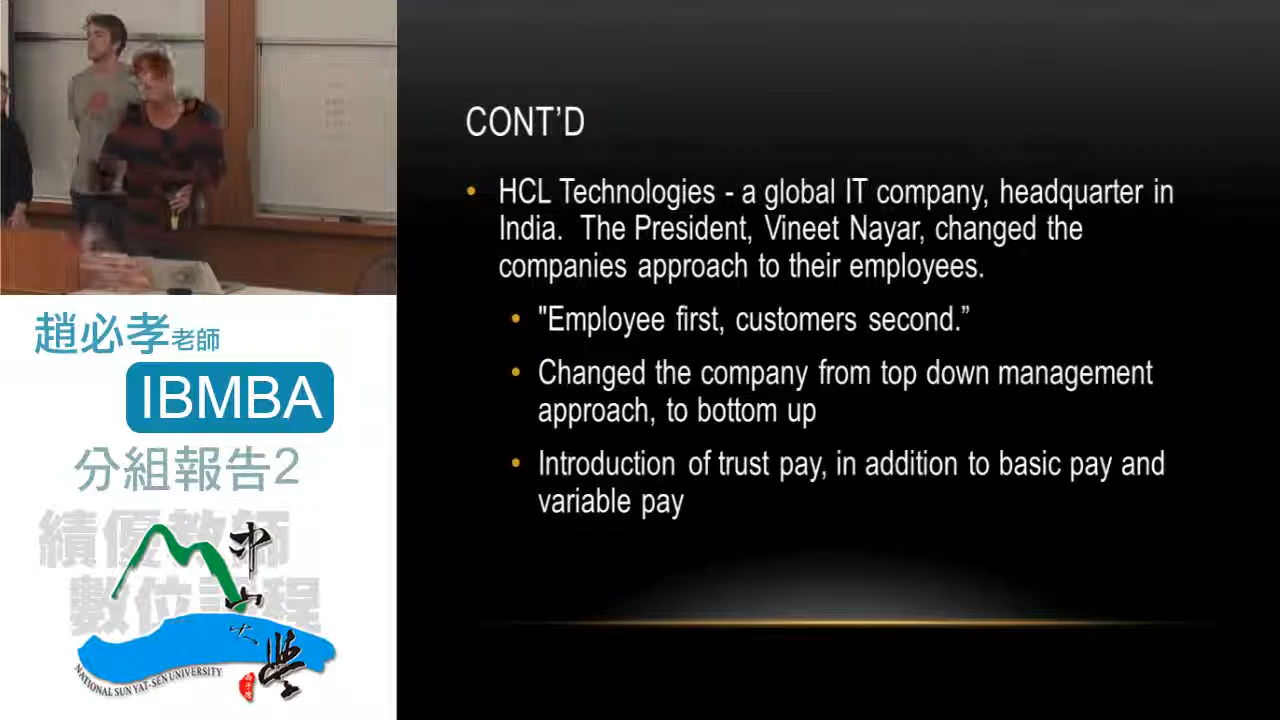 CONT’D
• HCL Technologies - a global IT company, headquarter in
India. The President, Vineet Nayar, changed the
companies approach to their employees.
• "Employee first, customers second.”
• Changed the company from top down management
approach, to bottom up
• Introduction of trust pay, in addition to basic pay and
variable pay
趙必孝老師
IBMBA
分組報告2
績優教師
數位課程
中山大學
NATIONAL SUN YAT-SEN UNIVERSITY